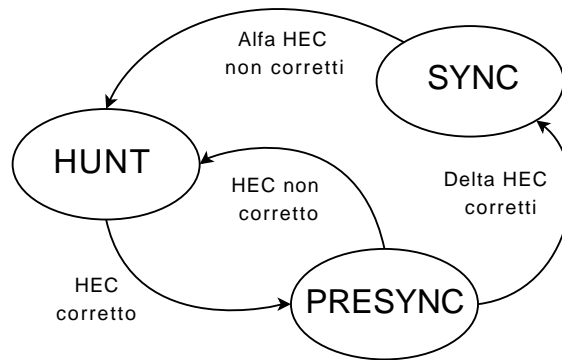 Alfa HEC
non corretti
SYNC
HUNT
HEC non
corretto
Delta HEC
corretti
HEC
corretto
PRESYNC